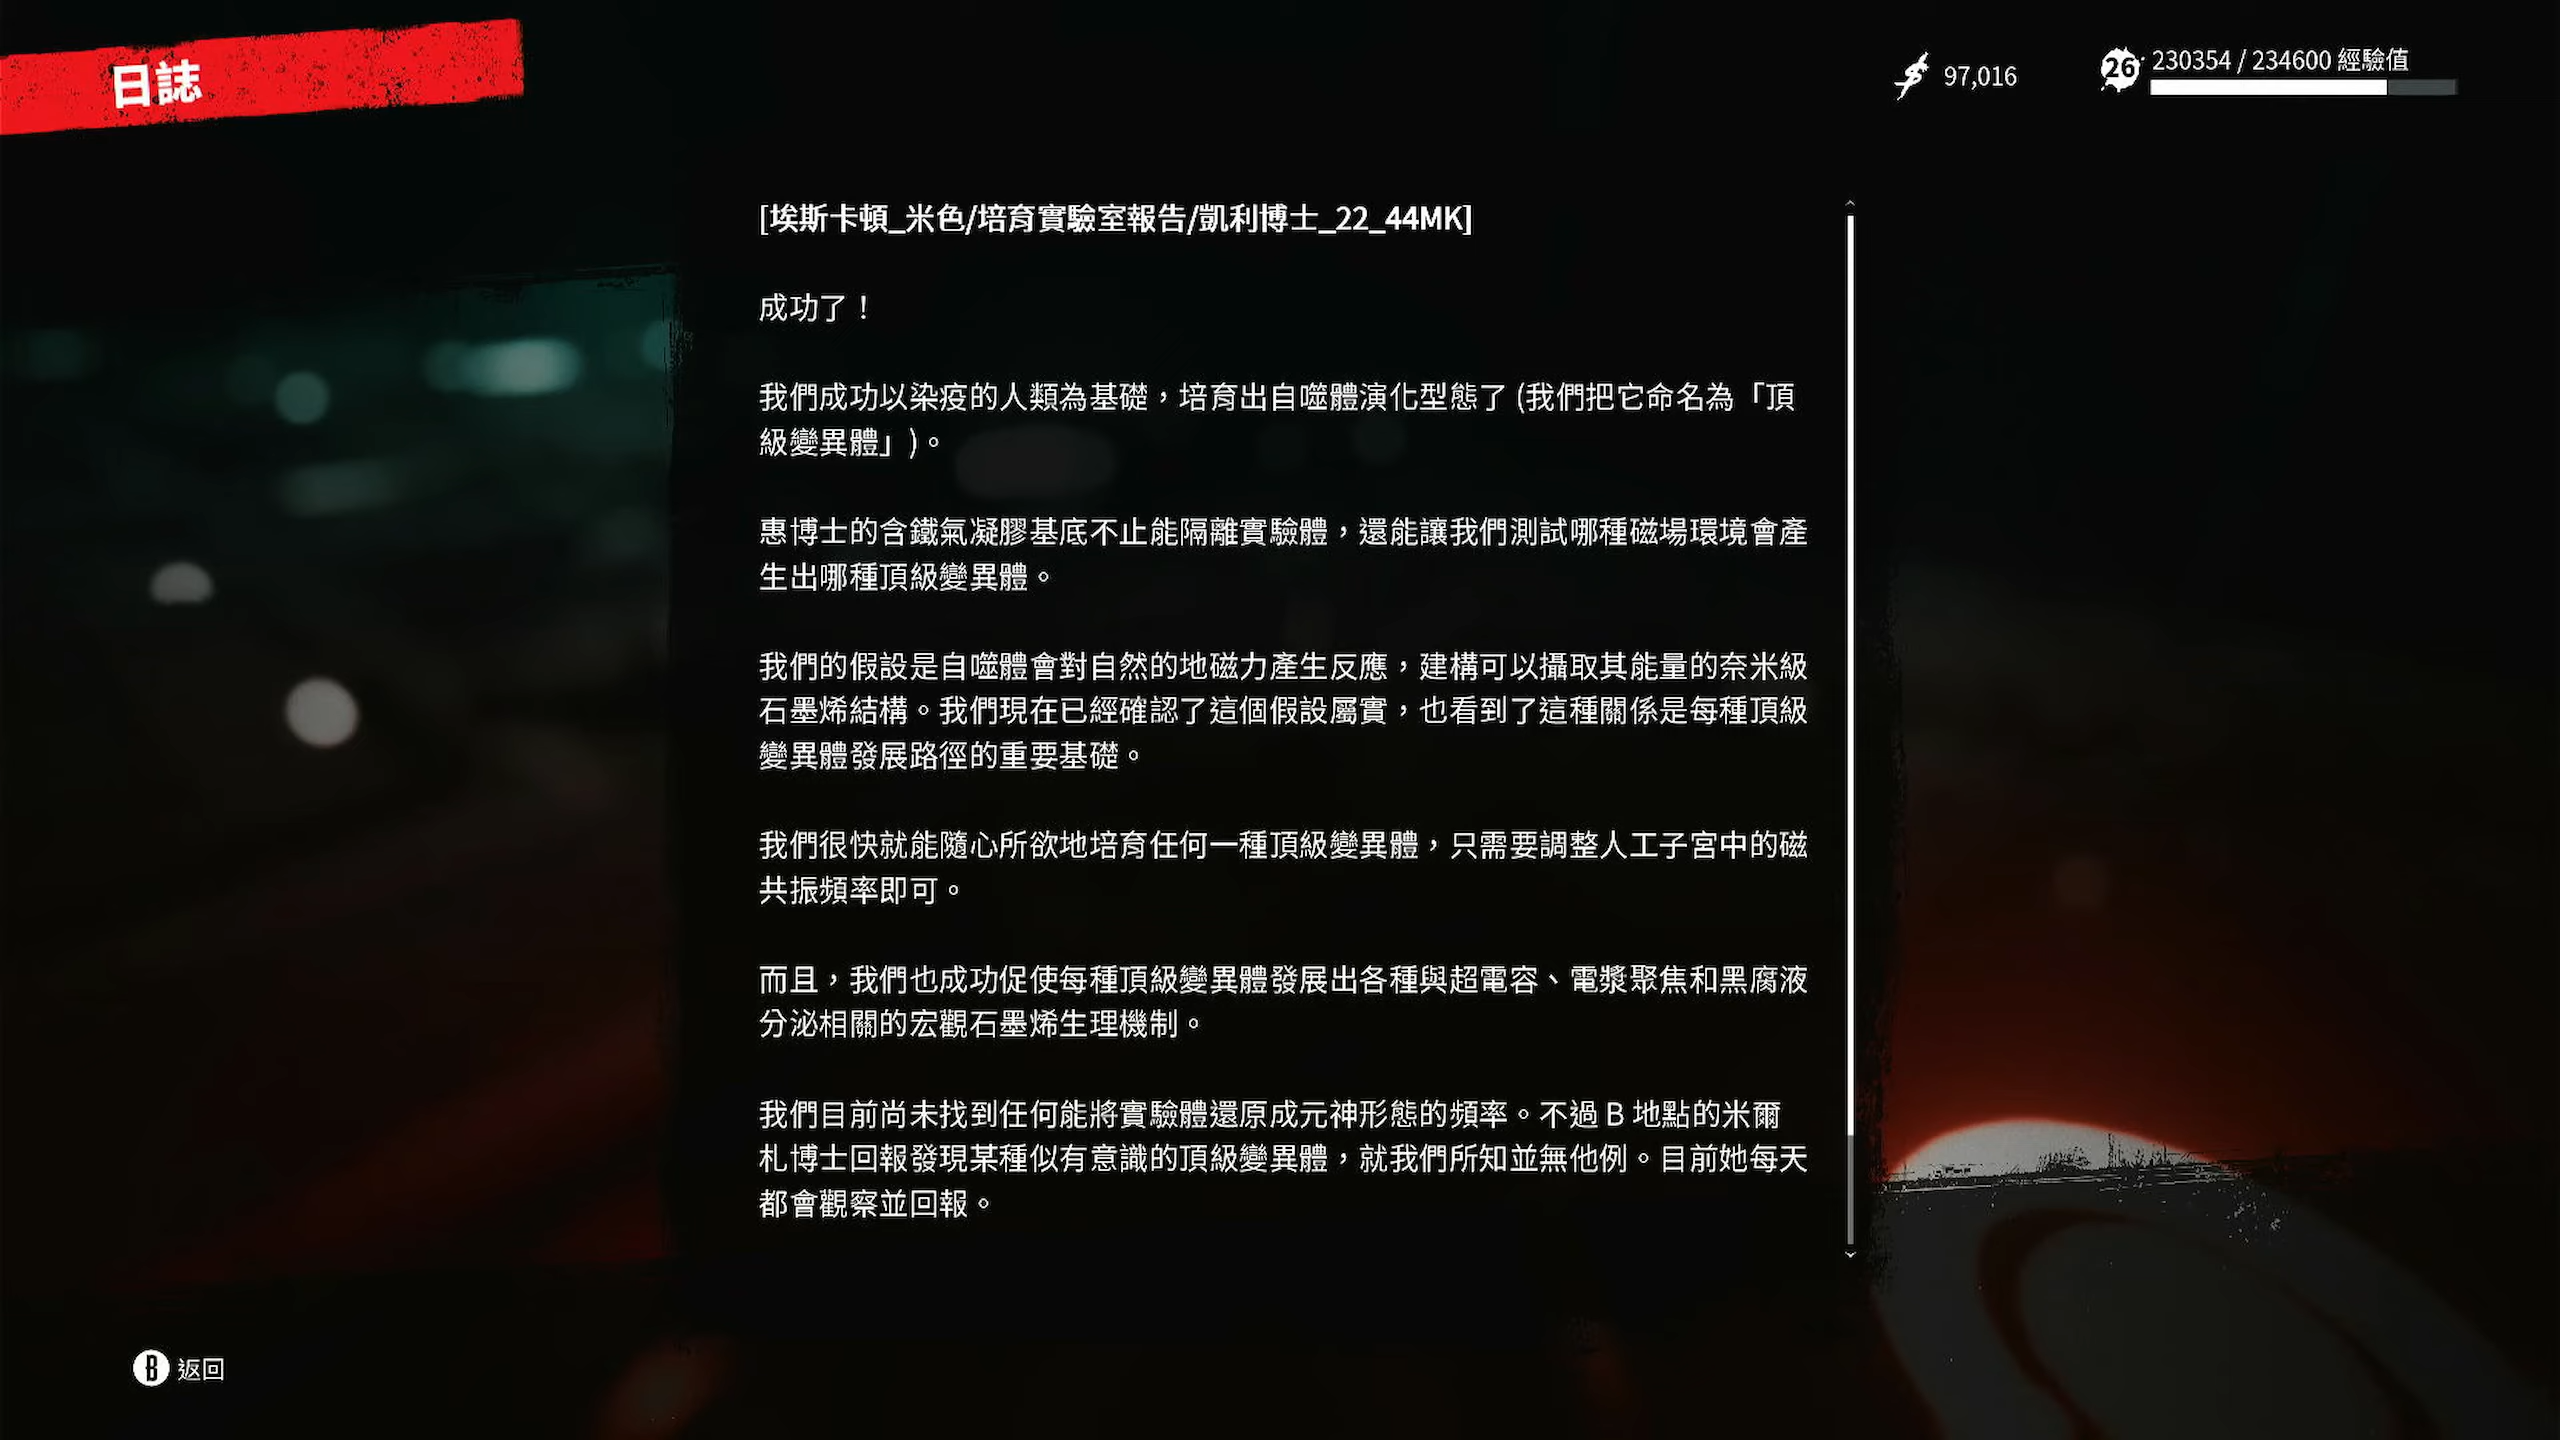 日誌
97,016
26
230354 / 234600 經驗值
[埃斯卡頓_米色/培育實驗室報告/凱利博士_22_44MK]
成功了！
我們成功以染疫的人類為基礎，培育出自噬體演化型態了 (我們把它命名為「頂
級變異體」)。
惠博士的含鐵氣凝膠基底不止能隔離實驗體，還能讓我們測試哪種磁場環境會產
生出哪種頂級變異體。
我們的假設是自噬體會對自然的地磁力產生反應，建構可以攝取其能量的奈米級
石墨烯結構。我們現在已經確認了這個假設屬實，也看到了這種關係是每種頂級
變異體發展路徑的重要基礎。
我們很快就能隨心所欲地培育任何一種頂級變異體，只需要調整人工子宮中的磁
共振頻率即可。
而且，我們也成功促使每種頂級變異體發展出各種與超電容、電漿聚焦和黑腐液
分泌相關的宏觀石墨烯生理機制。
我們目前尚未找到任何能將實驗體還原成元神形態的頻率。不過 B 地點的米爾
札博士回報發現某種似有意識的頂級變異體，就我們所知並無他例。目前她每天
都會觀察並回報。
B 返回